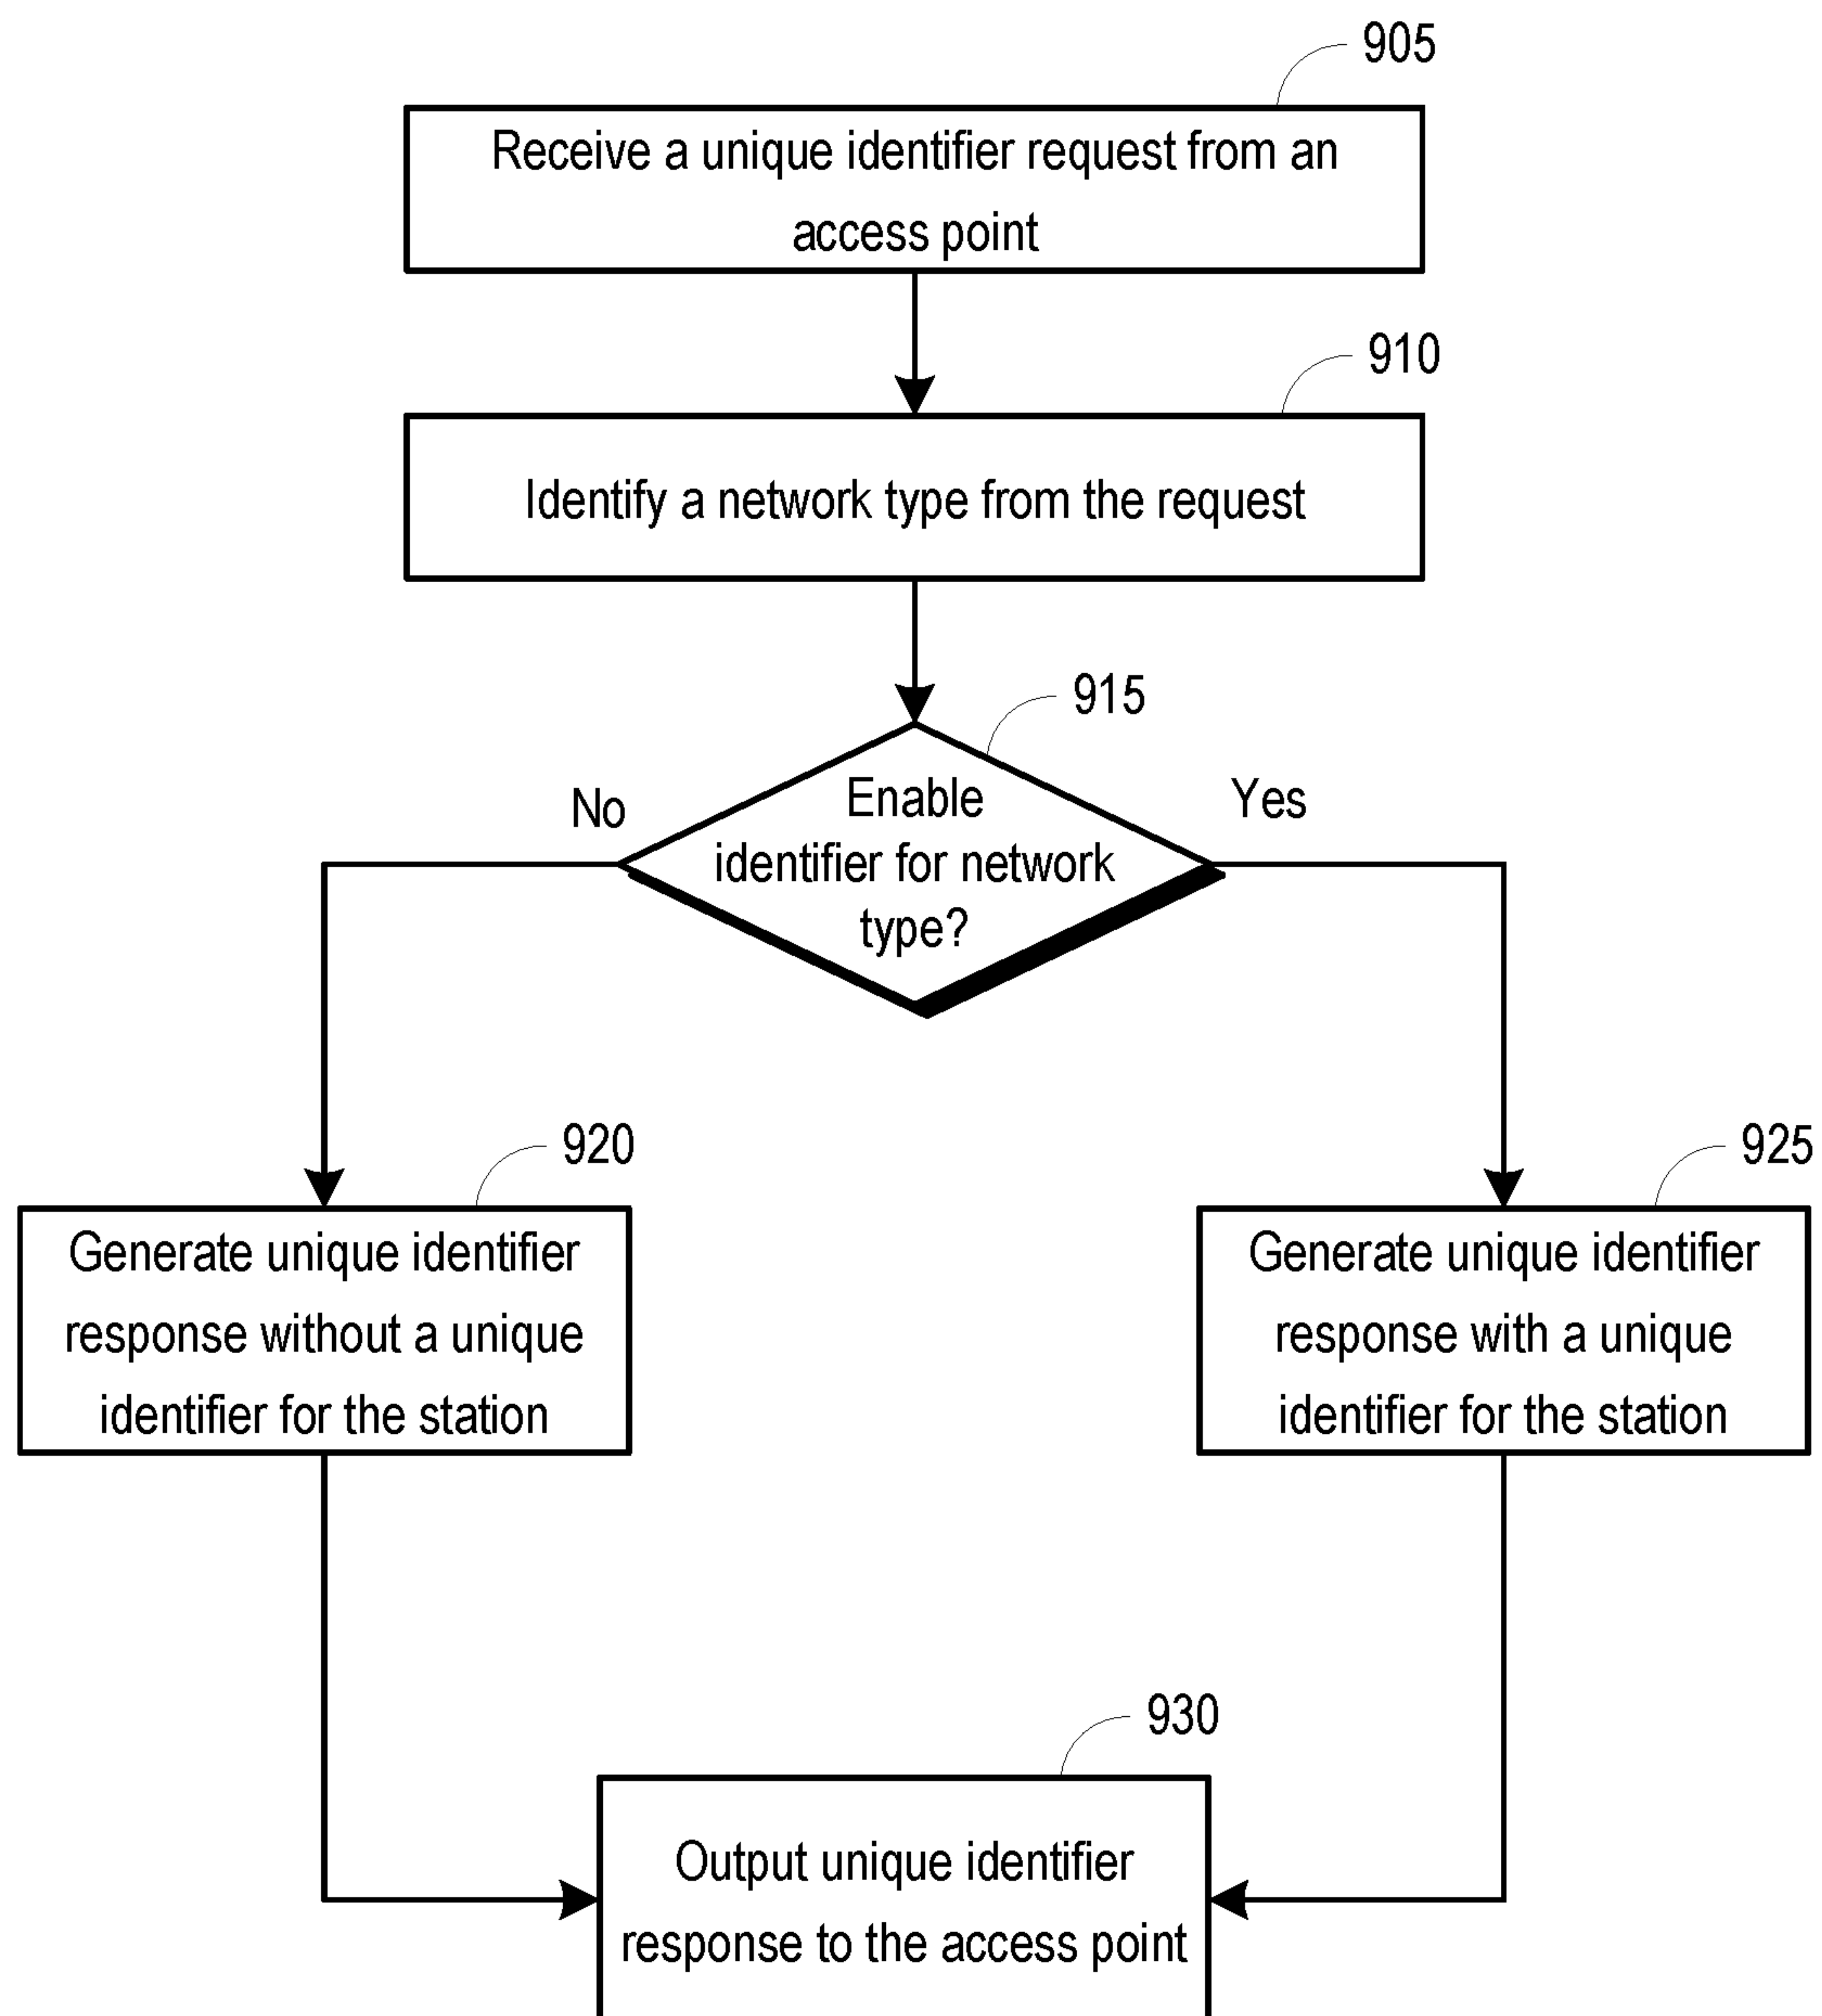 905
Receive a unique identifier request from an
access point
910
Identify a network type from the request
915
No
Enable
identifier for network
type?
Yes
920
Generate unique identifier
response without a unique
identifier for the station
925
Generate unique identifier
response with a unique
identifier for the station
930
Output unique identifier
response to the access point